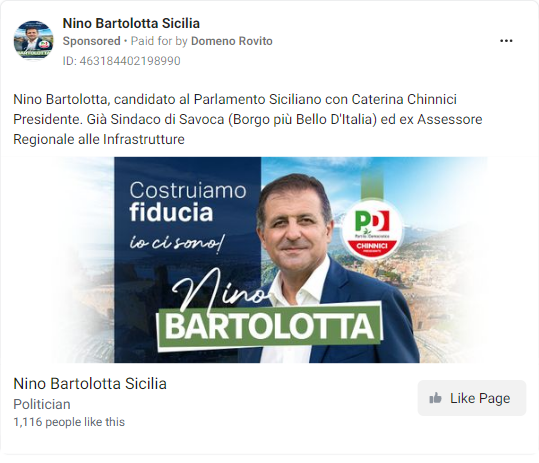 Nino Bartolotta Sicilia
Sponsored • Paid for by Domeno Rovito
ID: 463184402198990
Nino Bartolotta, candidato al Parlamento Siciliano con Caterina Chinnici
Presidente. Già Sindaco di Savoca (Borgo più Bello D'Italia) ed ex Assessore
Regionale alle Infrastrutture
Costruiamo
fiducia
io ci sono!
PD
Partito Democratico
CHINNICI
PRESIDENTE
Nino
BARTOLOTTA
Nino Bartolotta Sicilia
Politician
1,116 people like this
Like Page